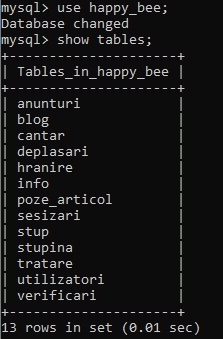 mysql> use happy_bee;
Database changed
mysql> show tables;
+---------------------+
| Tables_in_happy_bee |
+---------------------+
| anunturi            |
| blog                |
| cantar              |
| deplasari           |
| hranire             |
| info                |
| poze_articol        |
| sesizari            |
| stup                |
| stupina             |
| tratare             |
| utilizatori         |
| verificari          |
+---------------------+
13 rows in set (0.01 sec)